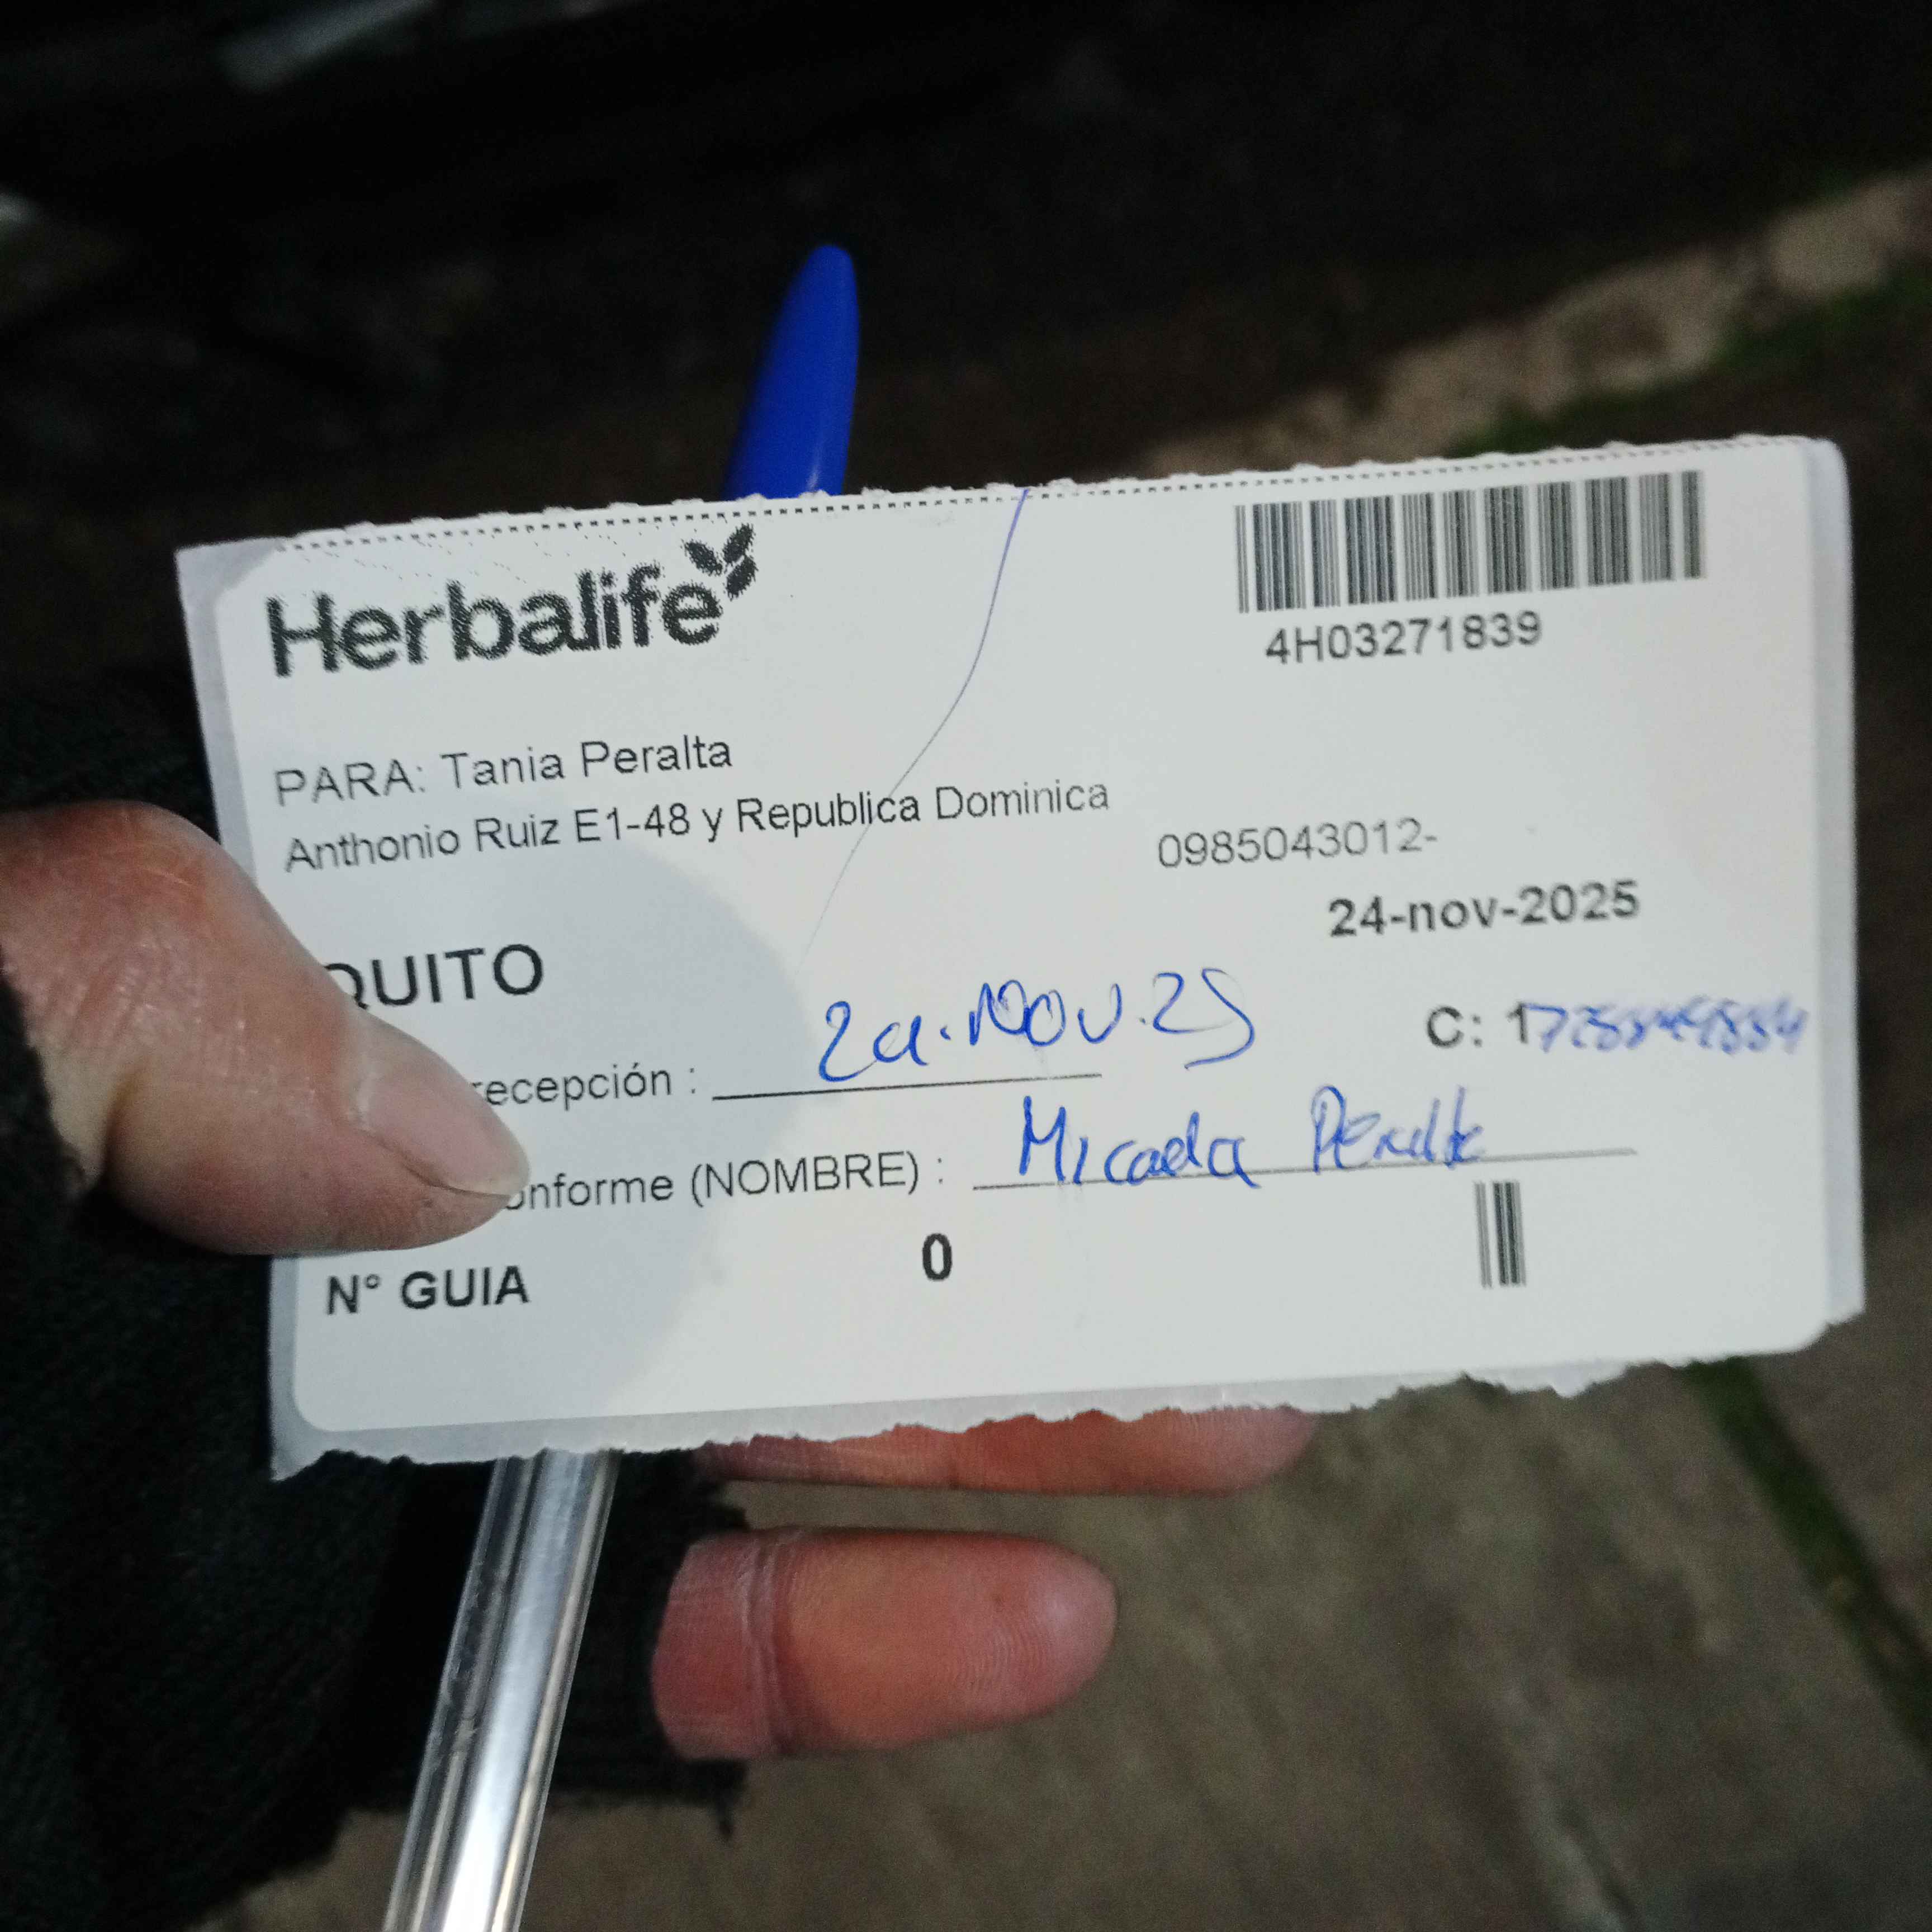 Herbalife
4H03271839
PARA: Tania Peralta
Anthonio Ruiz E1-48 y Republica Dominica
0985043012-
24-nov-2025
QUITO
C: 17
recepción : 24.NOV.25
onforme (NOMBRE) : Micaela Peralta
N° GUIA 0